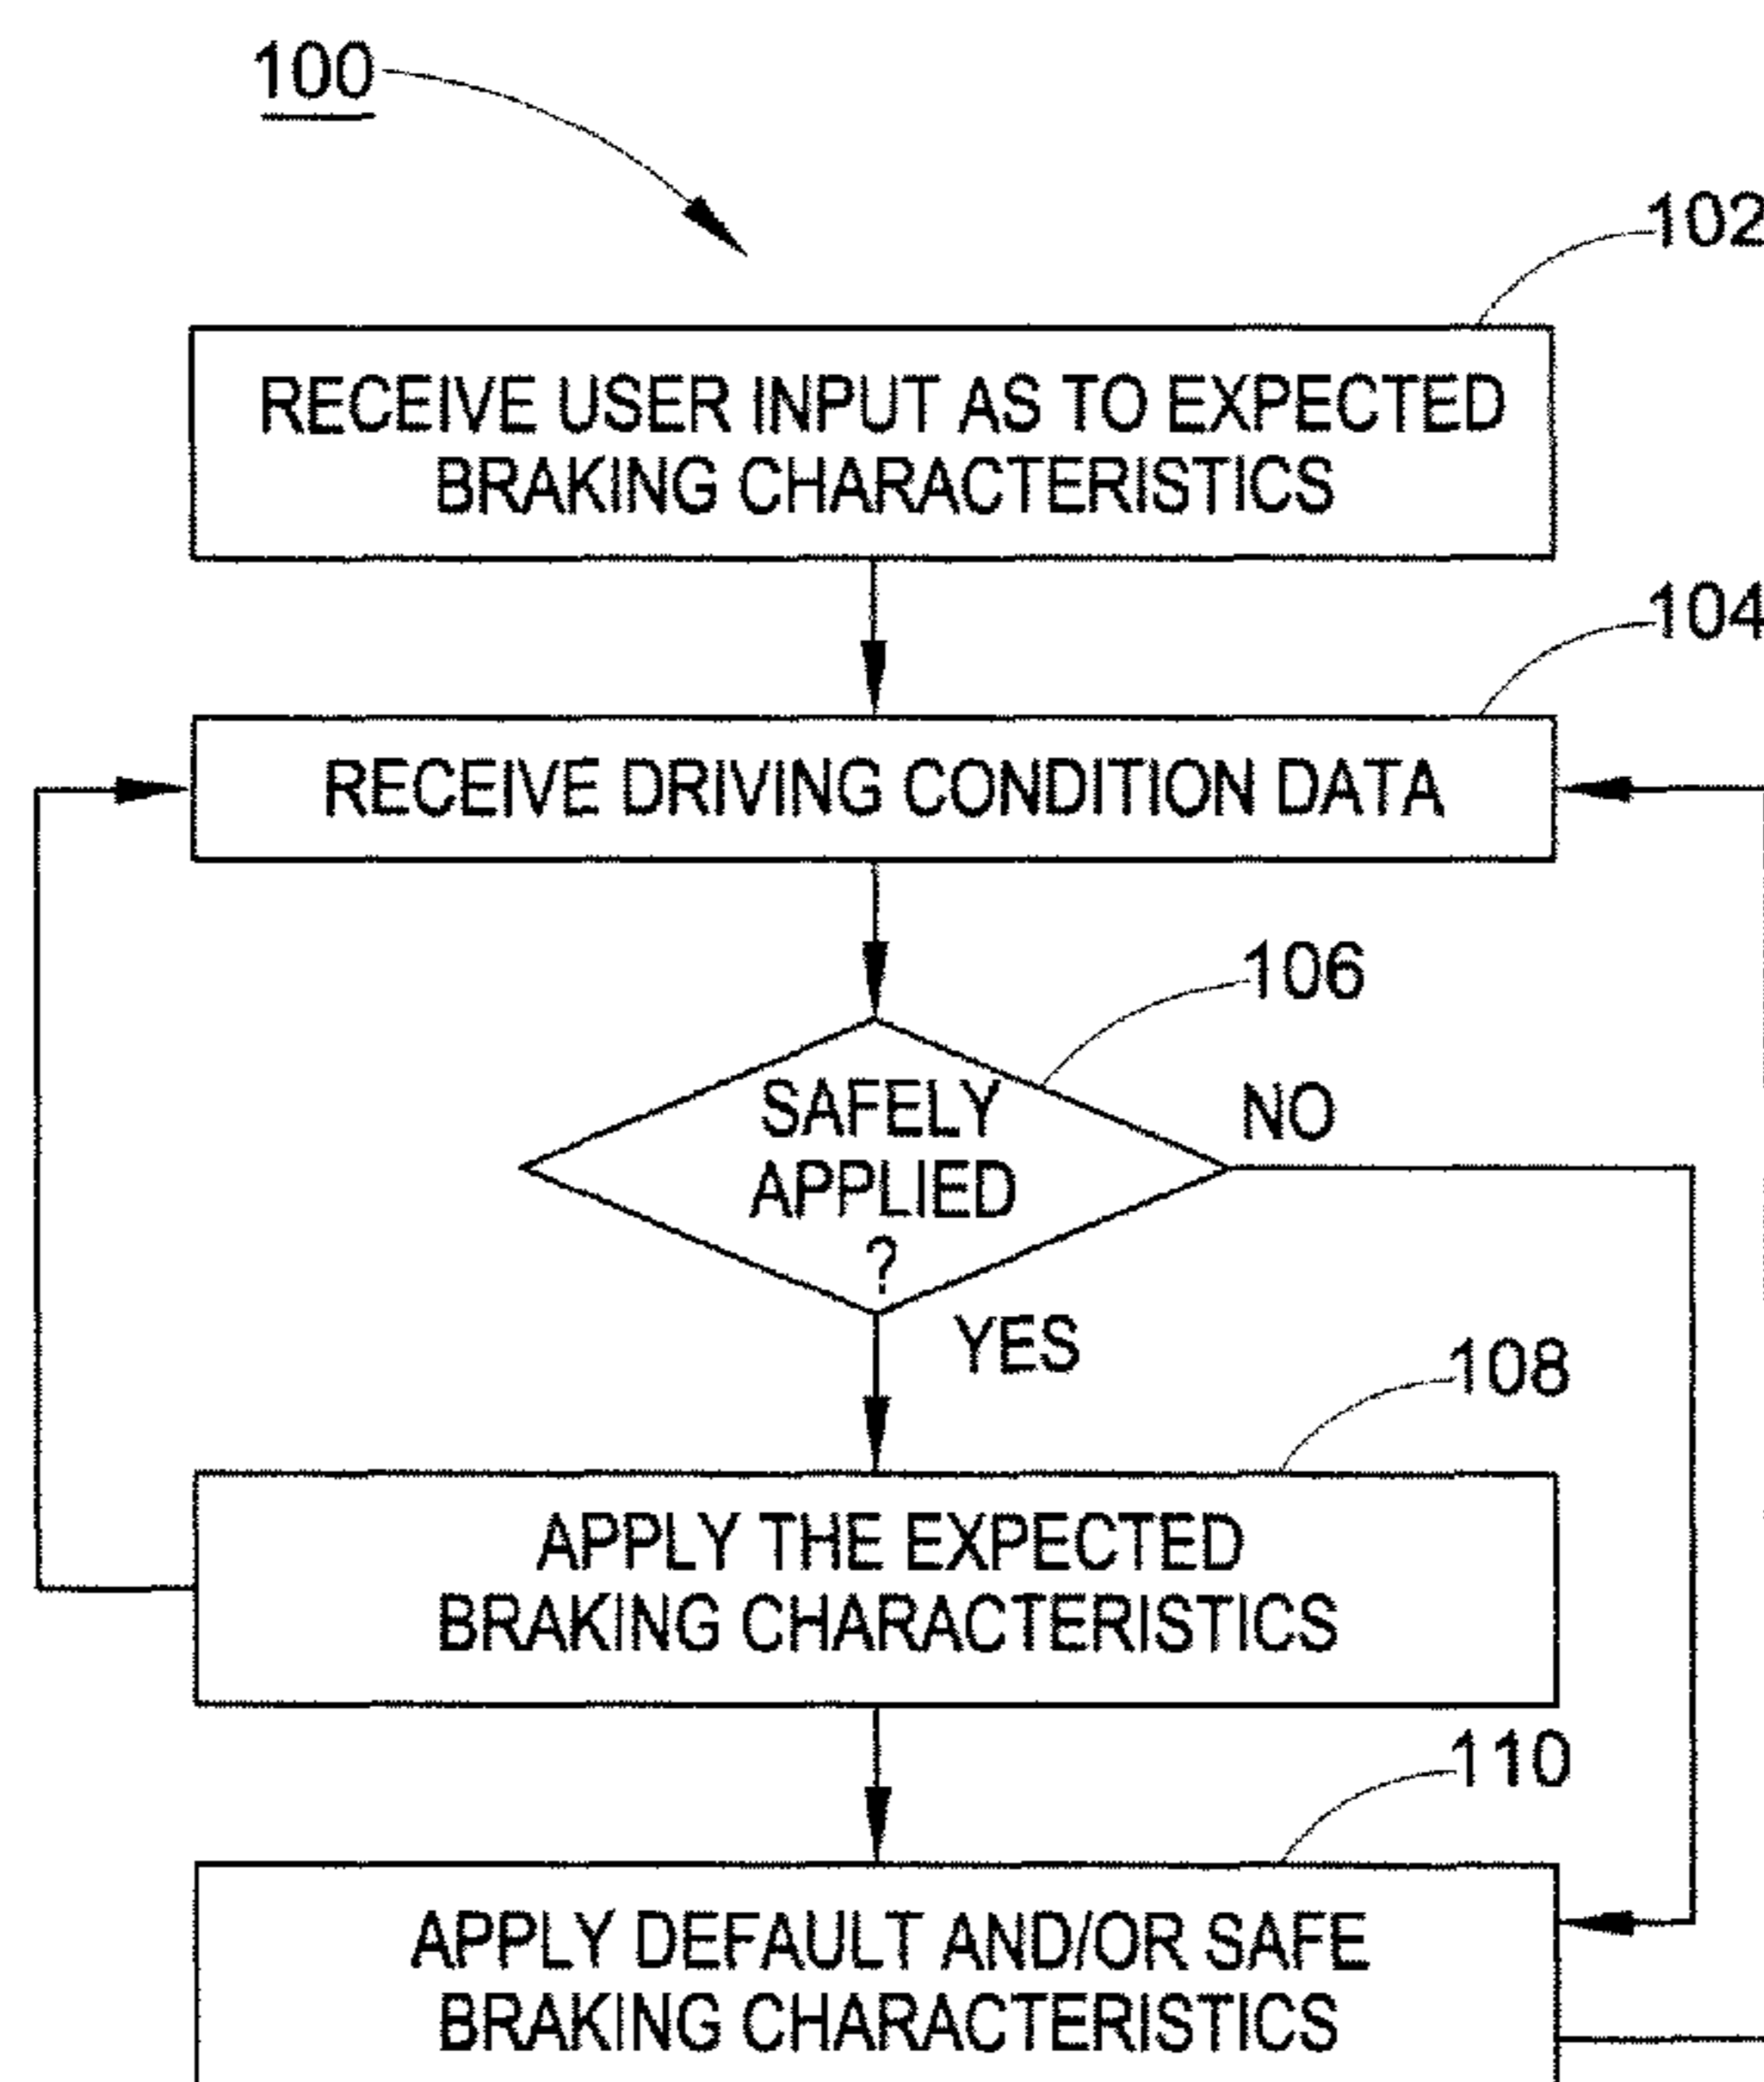 100
102
RECEIVE USER INPUT AS TO EXPECTED
BRAKING CHARACTERISTICS
104
RECEIVE DRIVING CONDITION DATA
106
SAFELY
APPLIED
?
NO
YES
108
APPLY THE EXPECTED
BRAKING CHARACTERISTICS
110
APPLY DEFAULT AND/OR SAFE
BRAKING CHARACTERISTICS